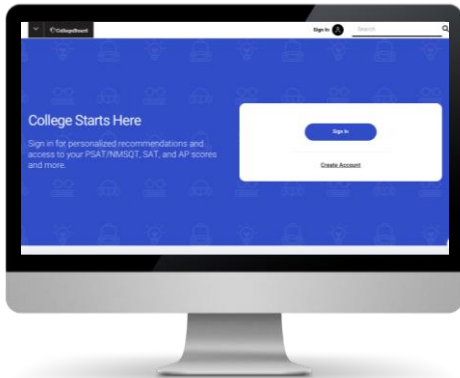 CollegeBoard
Sign In
Search
College Starts Here
Sign in for personalized recommendations and
access to your PSAT/NMSQT, SAT, and AP scores
and more.
Sign In
Create Account